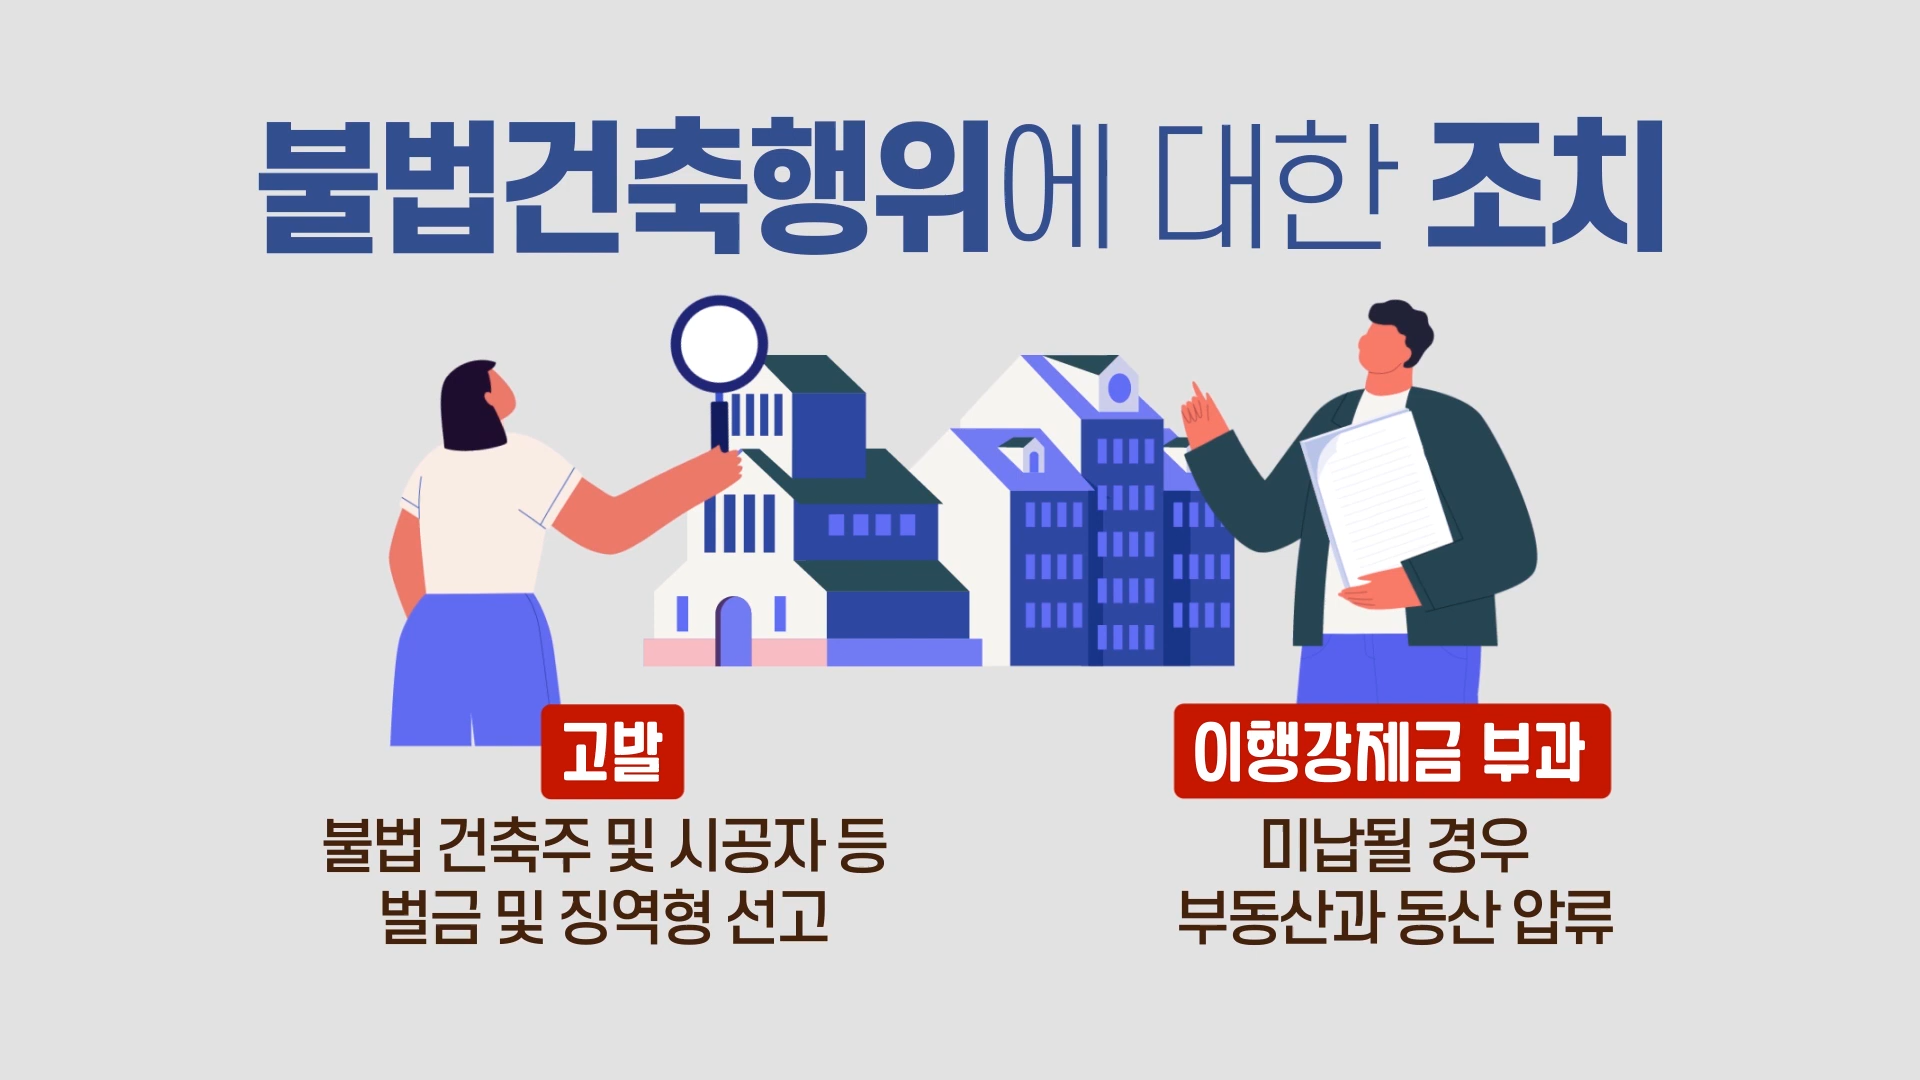 불법건축행위에 대한 조치
고발
불법 건축주 및 시공자 등
벌금 및 징역형 선고
이행강제금 부과
미납될 경우
부동산과 동산 압류